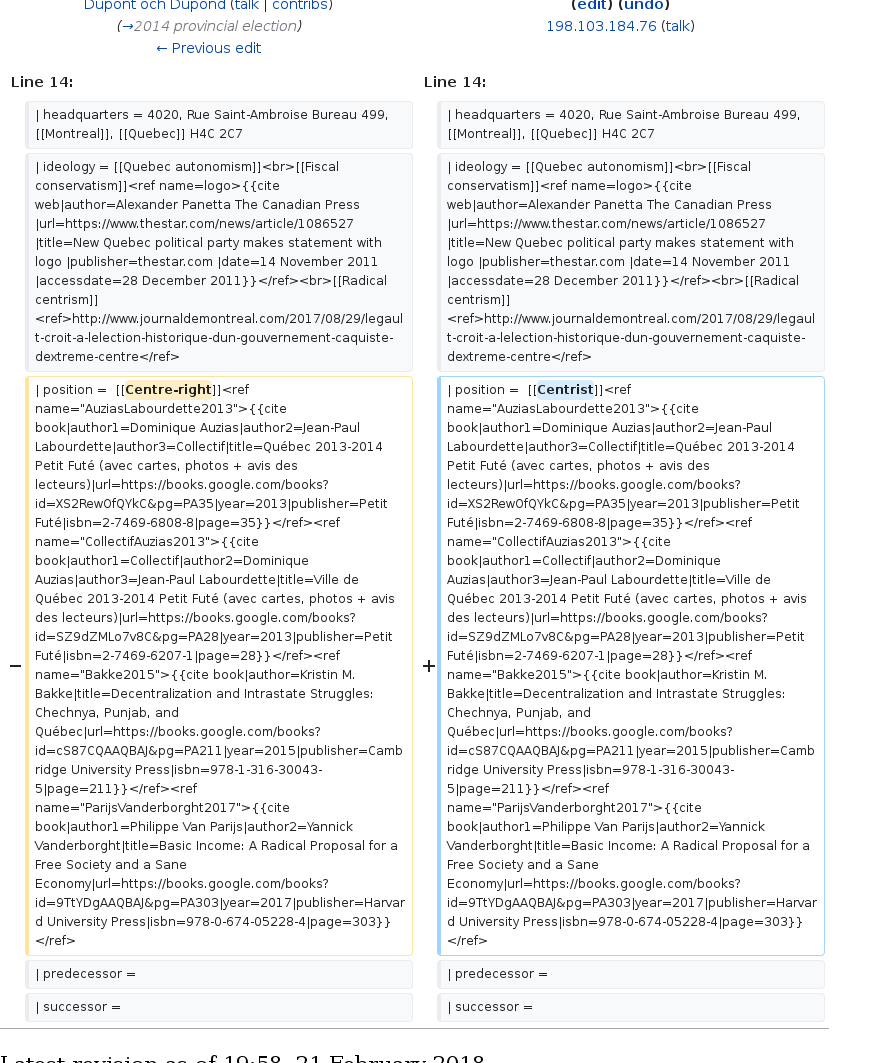 Dupont och Dupond (talk | contribs)
(→2014 provincial election)
← Previous edit
(edit) (undo)
198.103.184.76 (talk)
Line 14:
Line 14:
| headquarters = 4020, Rue Saint-Ambroise Bureau 499,
[[Montreal]], [[Quebec]] H4C 2C7
| headquarters = 4020, Rue Saint-Ambroise Bureau 499,
[[Montreal]], [[Quebec]] H4C 2C7
| ideology = [[Quebec autonomism]]<br>[[Fiscal
conservatism]]<ref name=logo>{{cite
web|author=Alexander Panetta The Canadian Press
|url=https://www.thestar.com/news/article/1086527
|title=New Quebec political party makes statement with
logo |publisher=thestar.com |date=14 November 2011
|accessdate=28 December 2011}}</ref><br>[[Radical
centrism]]
<ref>http://www.journaldemontreal.com/2017/08/29/legaul
t-croit-a-lelection-historique-dun-gouvernement-caquiste-
dextreme-centre</ref>
| ideology = [[Quebec autonomism]]<br>[[Fiscal
conservatism]]<ref name=logo>{{cite
web|author=Alexander Panetta The Canadian Press
|url=https://www.thestar.com/news/article/1086527
|title=New Quebec political party makes statement with
logo |publisher=thestar.com |date=14 November 2011
|accessdate=28 December 2011}}</ref><br>[[Radical
centrism]]
<ref>http://www.journaldemontreal.com/2017/08/29/legaul
t-croit-a-lelection-historique-dun-gouvernement-caquiste-
dextreme-centre</ref>
−
| position = [[Centre-right]]<ref
name="AuziasLabourdette2013">{{cite
book|author1=Dominique Auzias|author2=Jean-Paul
Labourdette|author3=Collectif|title=Québec 2013-2014
Petit Futé (avec cartes, photos + avis des
lecteurs)|url=https://books.google.com/books?
id=XS2RewOfQYkC&pg=PA35|year=2013|publisher=Petit
Futé|isbn=2-7469-6808-8|page=35}}</ref><ref
name="CollectifAuzias2013">{{cite
book|author1=Collectif|author2=Dominique
Auzias|author3=Jean-Paul Labourdette|title=Ville de
Québec 2013-2014 Petit Futé (avec cartes, photos + avis
des lecteurs)|url=https://books.google.com/books?
id=SZ9dZMLo7v8C&pg=PA28|year=2013|publisher=Petit
Futé|isbn=2-7469-6207-1|page=28}}</ref><ref
name="Bakke2015">{{cite book|author=Kristin M.
Bakke|title=Decentralization and Intrastate Struggles:
Chechnya, Punjab, and
Québec|url=https://books.google.com/books?
id=cS87CQAAQBAJ&pg=PA211|year=2015|publisher=Camb
ridge University Press|isbn=978-1-316-30043-
5|page=211}}</ref><ref
name="ParijsVanderborght2017">{{cite
book|author1=Philippe Van Parijs|author2=Yannick
Vanderborght|title=Basic Income: A Radical Proposal for a
Free Society and a Sane
Economy|url=https://books.google.com/books?
id=9TtYDgAAQBAJ&pg=PA303|year=2017|publisher=Harvar
d University Press|isbn=978-0-674-05228-4|page=303}}
</ref>
+
| position = [[Centrist]]<ref
name="AuziasLabourdette2013">{{cite
book|author1=Dominique Auzias|author2=Jean-Paul
Labourdette|author3=Collectif|title=Québec 2013-2014
Petit Futé (avec cartes, photos + avis des
lecteurs)|url=https://books.google.com/books?
id=XS2RewOfQYkC&pg=PA35|year=2013|publisher=Petit
Futé|isbn=2-7469-6808-8|page=35}}</ref><ref
name="CollectifAuzias2013">{{cite
book|author1=Collectif|author2=Dominique
Auzias|author3=Jean-Paul Labourdette|title=Ville de
Québec 2013-2014 Petit Futé (avec cartes, photos + avis
des lecteurs)|url=https://books.google.com/books?
id=SZ9dZMLo7v8C&pg=PA28|year=2013|publisher=Petit
Futé|isbn=2-7469-6207-1|page=28}}</ref><ref
name="Bakke2015">{{cite book|author=Kristin M.
Bakke|title=Decentralization and Intrastate Struggles:
Chechnya, Punjab, and
Québec|url=https://books.google.com/books?
id=cS87CQAAQBAJ&pg=PA211|year=2015|publisher=Camb
ridge University Press|isbn=978-1-316-30043-
5|page=211}}</ref><ref
name="ParijsVanderborght2017">{{cite
book|author1=Philippe Van Parijs|author2=Yannick
Vanderborght|title=Basic Income: A Radical Proposal for a
Free Society and a Sane
Economy|url=https://books.google.com/books?
id=9TtYDgAAQBAJ&pg=PA303|year=2017|publisher=Harvar
d University Press|isbn=978-0-674-05228-4|page=303}}
</ref>
| predecessor =
| predecessor =
| successor =
| successor =
Latest revision as of 19:58, 21 February 2018